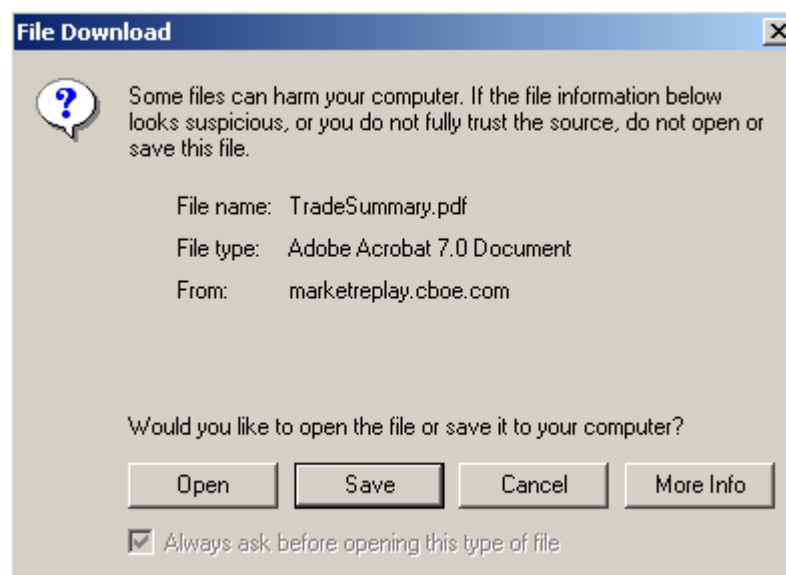 File Download
Some files can harm your computer. If the file information below
looks suspicious, or you do not fully trust the source, do not open or
save this file.
File name: TradeSummary.pdf
File type: Adobe Acrobat 7.0 Document
From: marketreplay.cboe.com
Would you like to open the file or save it to your computer?
Open Save Cancel More Info
Always ask before opening this type of file